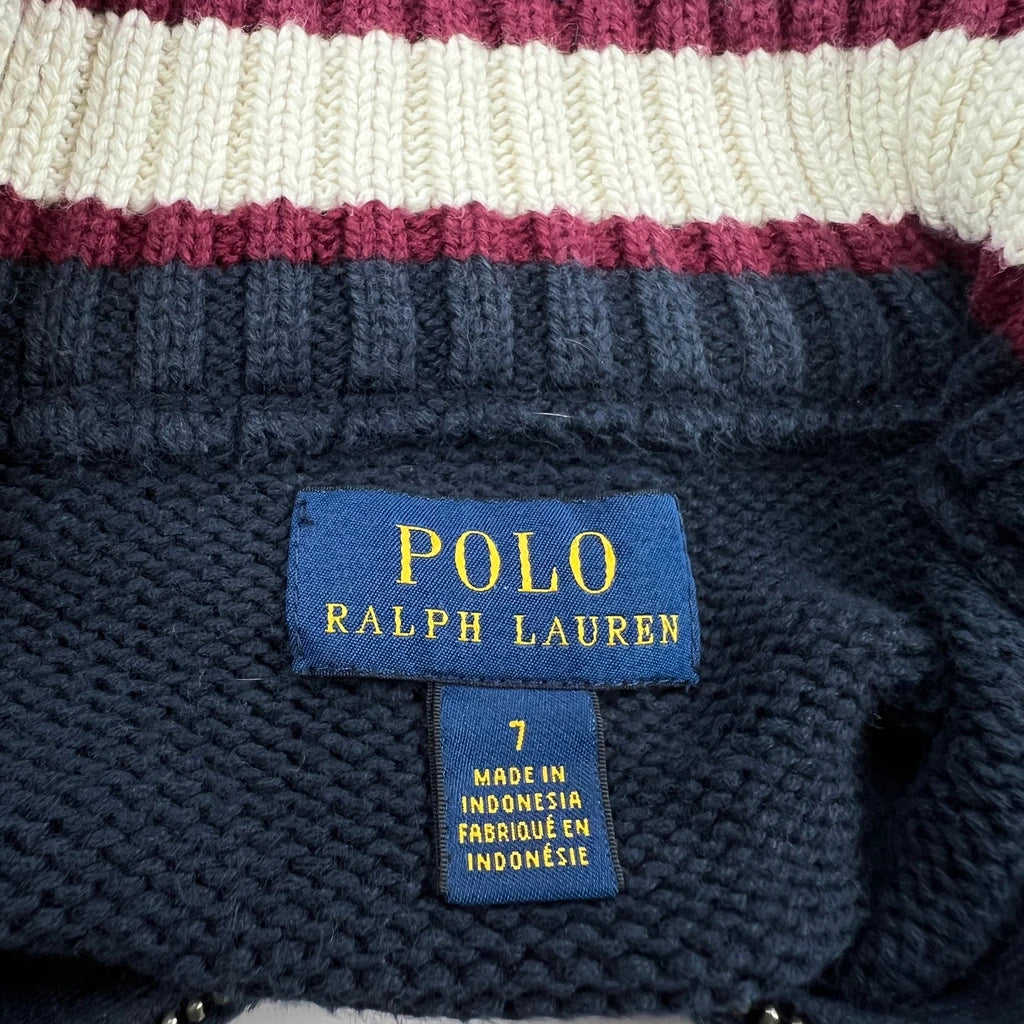 POLO
RALPH LAUREN
7
MADE IN
INDONESIA
FABRIQUÉ EN
INDONÉSIE